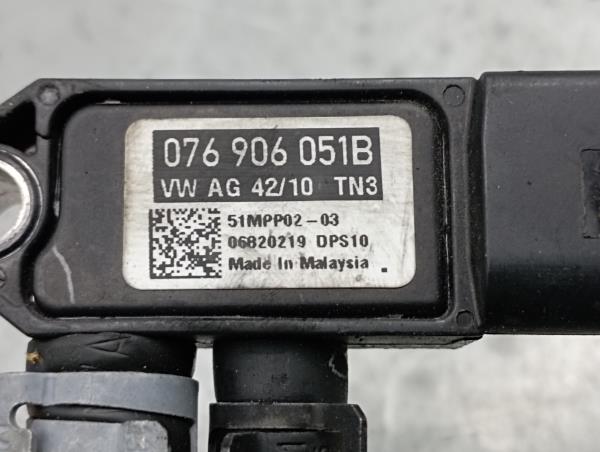 076 906 051B
VW AG 42/10 TN3
51MPP02-03
06820219 DPS10
Made In Malaysia .